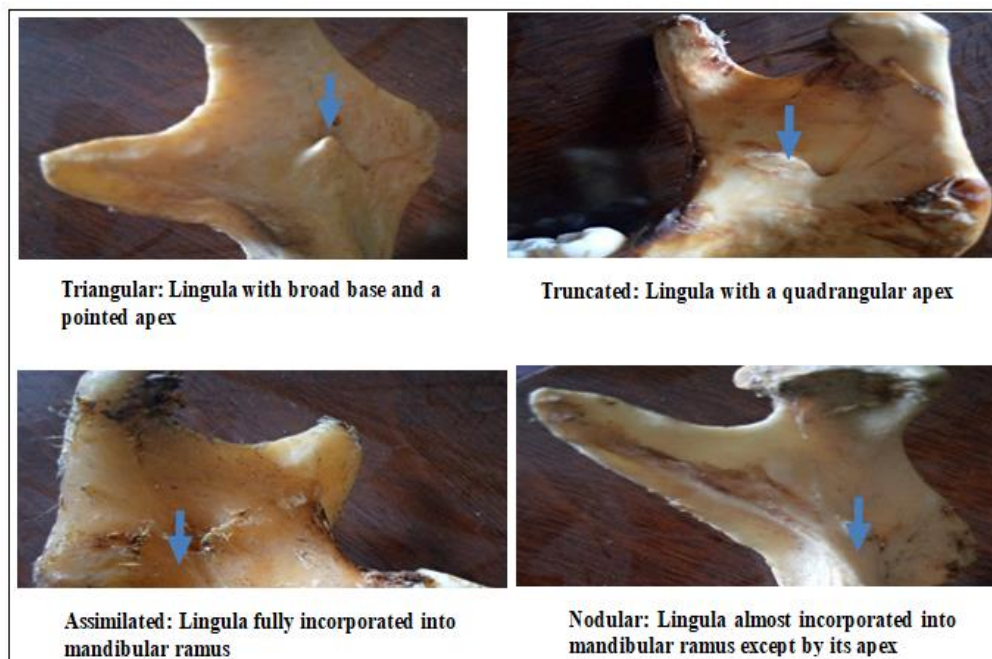 Triangular: Lingula with broad base and a
pointed apex
Truncated: Lingula with a quadrangular apex
Assimilated: Lingula fully incorporated into
mandibular ramus
Nodular: Lingula almost incorporated into
mandibular ramus except by its apex